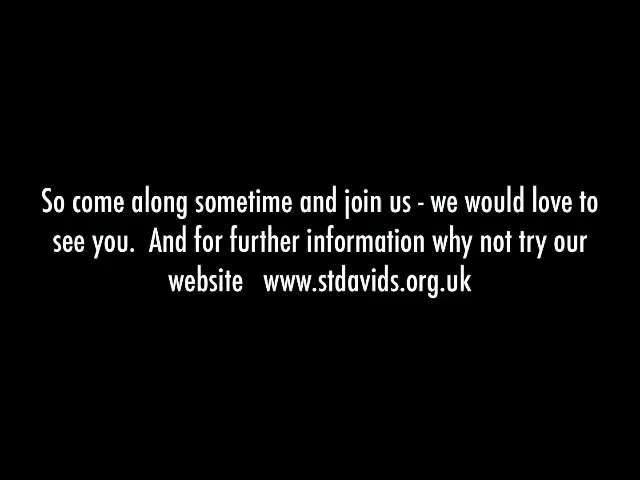 So come along sometime and join us - we would love to
see you.  And for further information why not try our
website   www.stdavids.org.uk